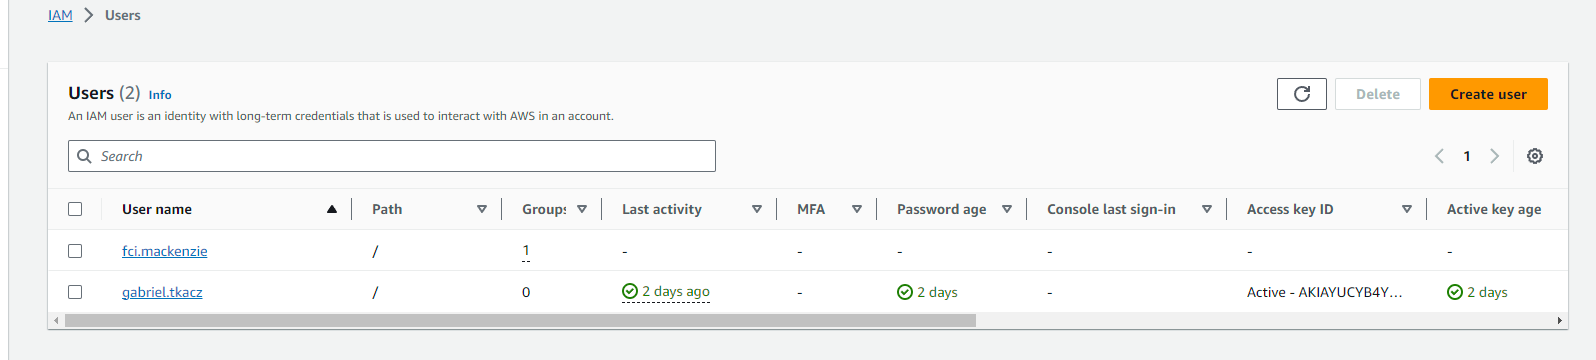 IAM > Users
Users (2) Info
Delete
Create user
An IAM user is an identity with long-term credentials that is used to interact with AWS in an account.
Search
1
User name Path Groups Last activity MFA Password age Console last sign-in Access key ID Active key age
fci.mackenzie / 1 - - - - - -
gabriel.tkacz / 0 2 days ago - 2 days - Active - AKIAYUCYB4Y... 2 days